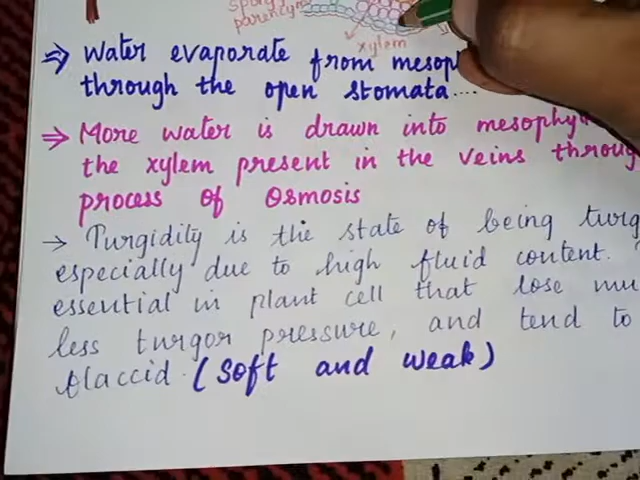 spongy
parenchyma
xylem
⇒ Water evaporate from mesop
through the open stomata....
⇒ More water is drawn into mesophy
the xylem present in the veins throug
process of Osmosis
→ Turgidity is the state of being turg
especially due to high fluid content.
essential in plant cell that lose mu
less turgor pressure, and tend to
flaccid. (Soft and weak)